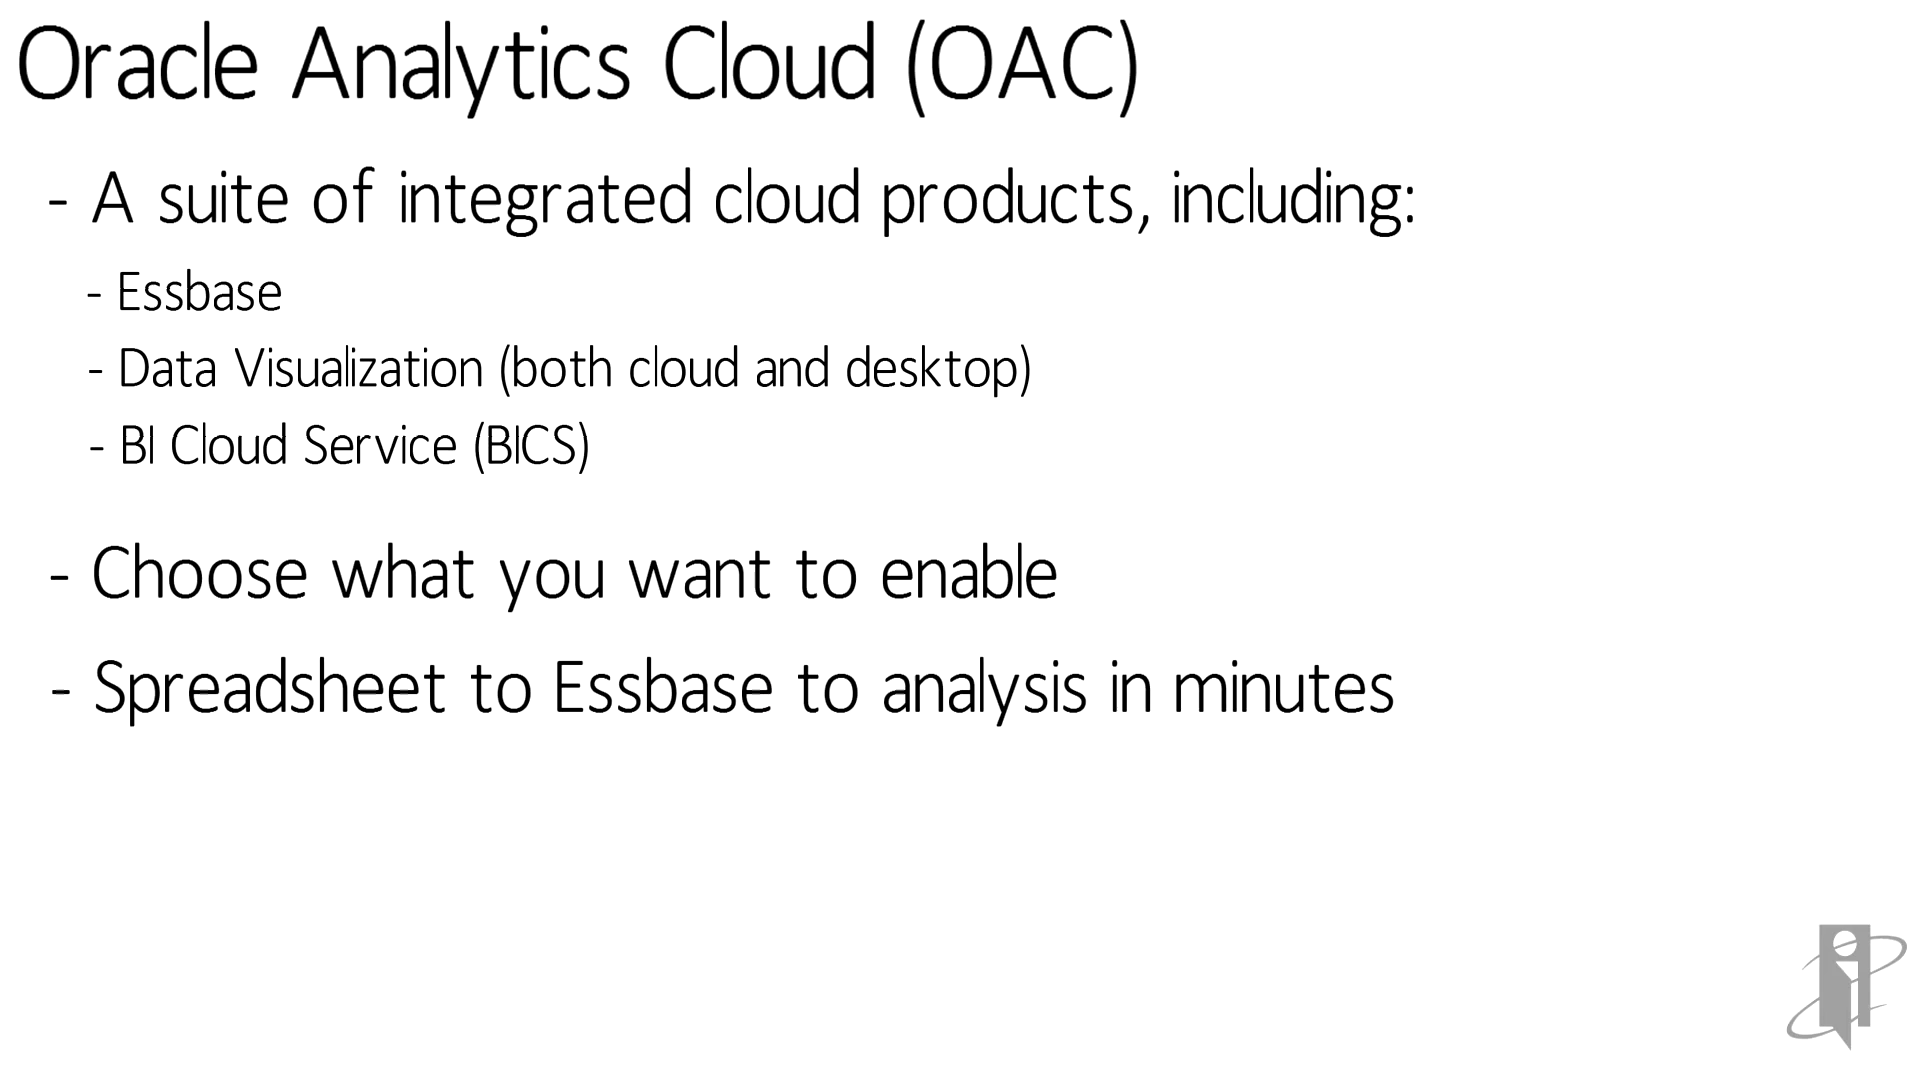 Oracle Analytics Cloud (OAC)
- A suite of integrated cloud products, including:
- Essbase
- Data Visualization (both cloud and desktop)
- BI Cloud Service (BICS)
- Choose what you want to enable
- Spreadsheet to Essbase to analysis in minutes